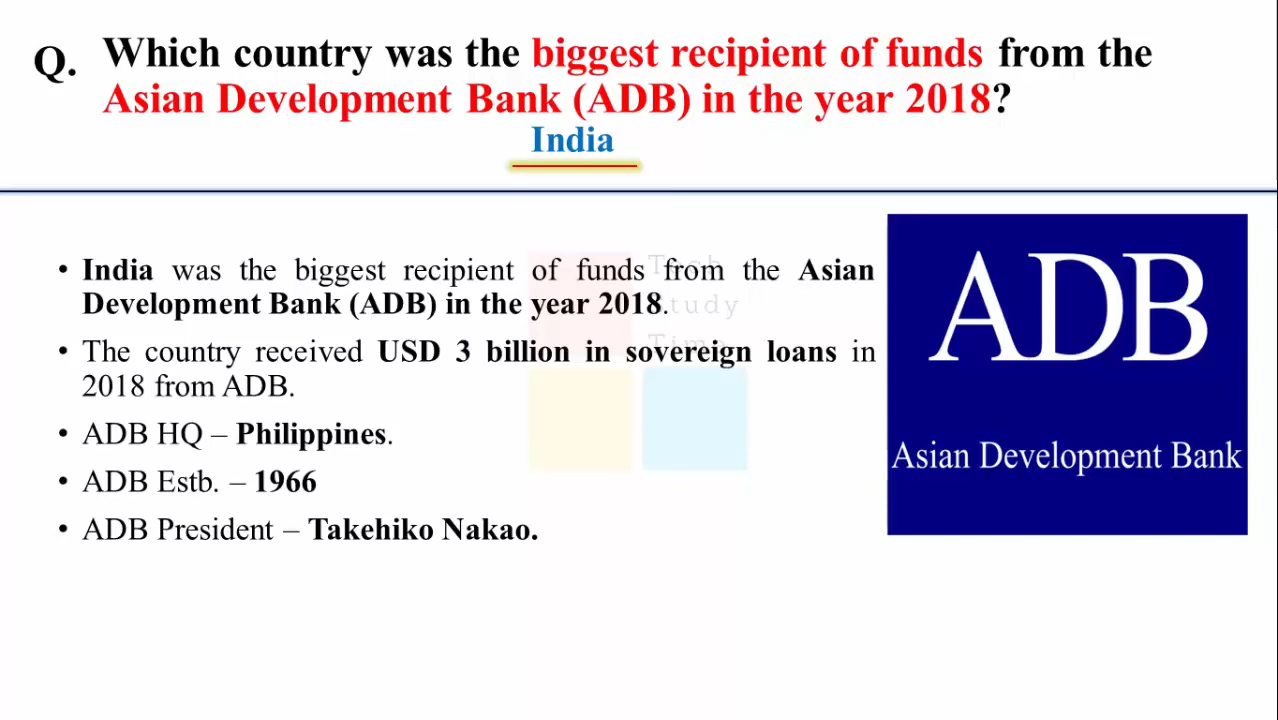 Q. Which country was the biggest recipient of funds from the
Asian Development Bank (ADB) in the year 2018?
India
• India was the biggest recipient of funds from the Asian
Development Bank (ADB) in the year 2018.
• The country received USD 3 billion in sovereign loans in
2018 from ADB.
• ADB HQ – Philippines.
• ADB Estb. – 1966
• ADB President – Takehiko Nakao.
Tech
Study
Time
ADB
Asian Development Bank